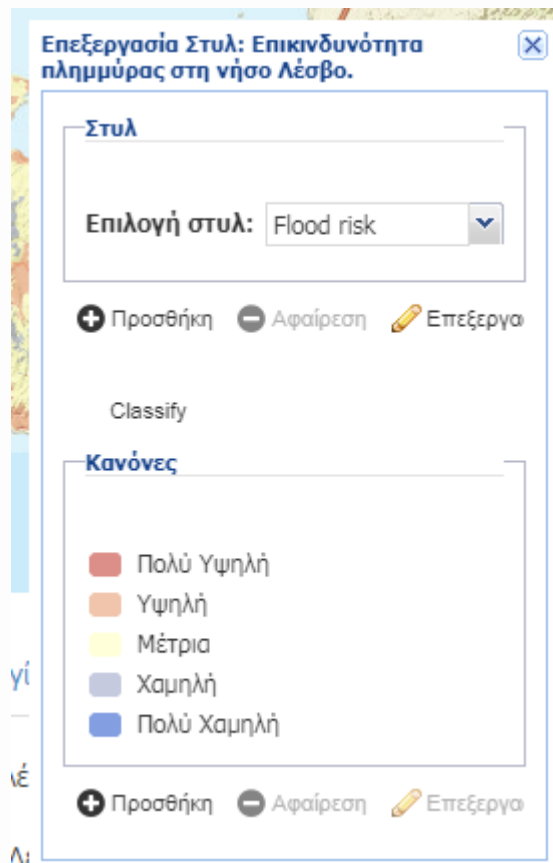 Επεξεργασία Στυλ: Επικινδυνότητα
πλημμύρας στη νήσο Λέσβο.
Στυλ
Επιλογή στυλ: Flood risk
Προσθήκη Αφαίρεση Επεξεργα
Classify
Κανόνες
Πολύ Υψηλή
Υψηλή
Μέτρια
Χαμηλή
Πολύ Χαμηλή
Προσθήκη Αφαίρεση Επεξεργα